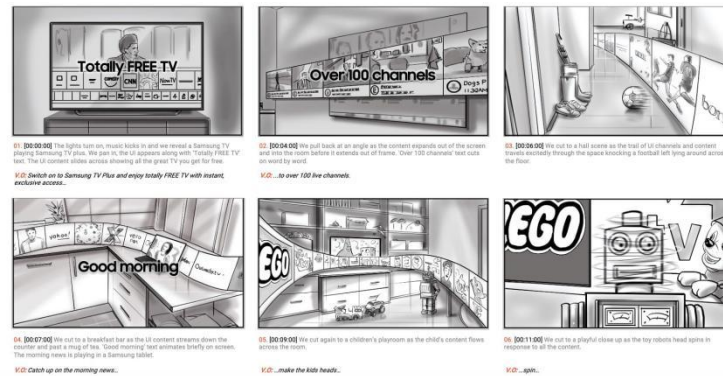 Totally FREE TV
CNN
NowTV
01. [00:00:00] The lights turn on, music kicks in and we reveal a Samsung TV
playing Samsung TV plus. We pan in, the UI appears along with 'Totally FREE TV'
text. The UI content slides across showing all the great TV you get for free.
V.O: Switch on to Samsung TV Plus and enjoy totally FREE TV with instant,
exclusive access…
Over 100 channels
Dogs P
11.30AM
02. [00:04:00] We pull back at an angle as the content expands out of the screen
and into the room before it extends out of frame. 'Over 100 channels' text cuts
on word by word.
V.O: ...to over 100 live channels.
03. [00:06:00] We cut to a hall scene as the trail of UI channels and content
travels excitedly through the space knocking a football left lying around across
the floor.
yahoo!
Good morning
04. [00:07:00] We cut to a breakfast bar as the UI content streams down the
counter and past a mug of tea. 'Good morning' text animates briefly on screen.
The morning news is playing in a Samsung tablet.
V.O: Catch up on the morning news…
EGO
05. [00:09:00] We cut again to a children's playroom as the child's content flows
across the room.
V.O: ...make the kids heads…
EGO
V
06. [00:11:00] We cut to a playful close up as the toy robots head spins in
response to all the content.
V.O: ...spin…